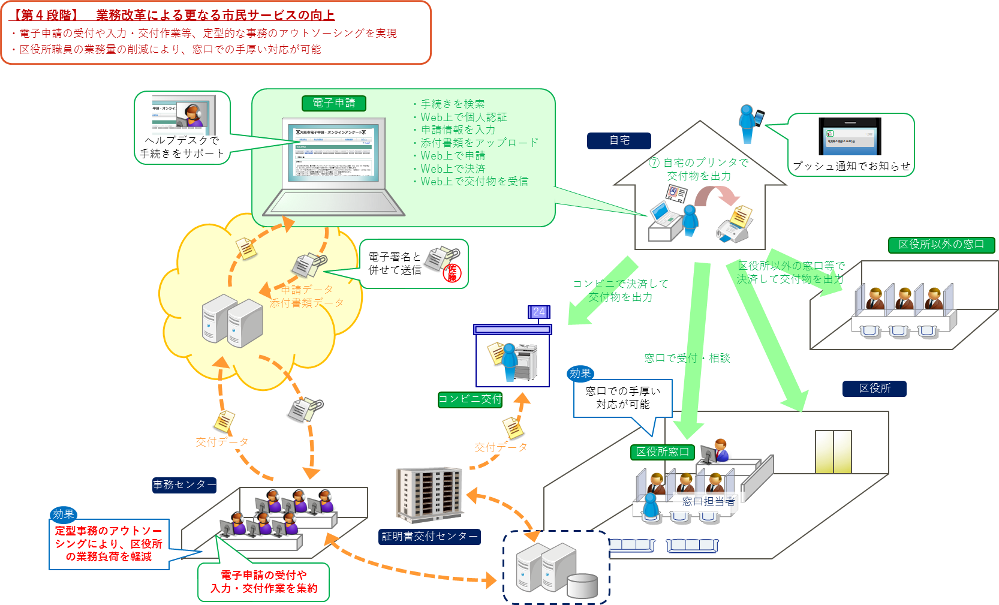 【第４段階】　業務改革による更なる市民サービスの向上
・電子申請の受付や入力・交付作業等、定型的な事務のアウトソーシングを実現
・区役所職員の業務量の削減により、窓口での手厚い対応が可能
電子申請
・手続きを検索
・Web上で個人認証
・申請情報を入力
・添付書類をアップロード
・Web上で申請
・Web上で決済
・Web上で交付物を受信
大阪市電子申請・オンラインアンケート
ヘルプデスクで
手続きをサポート
自宅
⑦ 自宅のプリンタで
交付物を出力
プッシュ通知でお知らせ
区役所以外の窓口
区役所以外の窓口等で
決済して交付物を出力
電子署名と
併せて送信
佐藤
申請データ
添付書類データ
コンビニで決済して
交付物を出力
24
コンビニ交付
窓口で受付・相談
効果
窓口での手厚い
対応が可能
区役所
区役所窓口
窓口担当者
交付データ
交付データ
事務センター
効果
定型事務のアウトソー
シングにより、区役所
の業務負荷を軽減
電子申請の受付や
入力・交付作業を集約
証明書交付センター